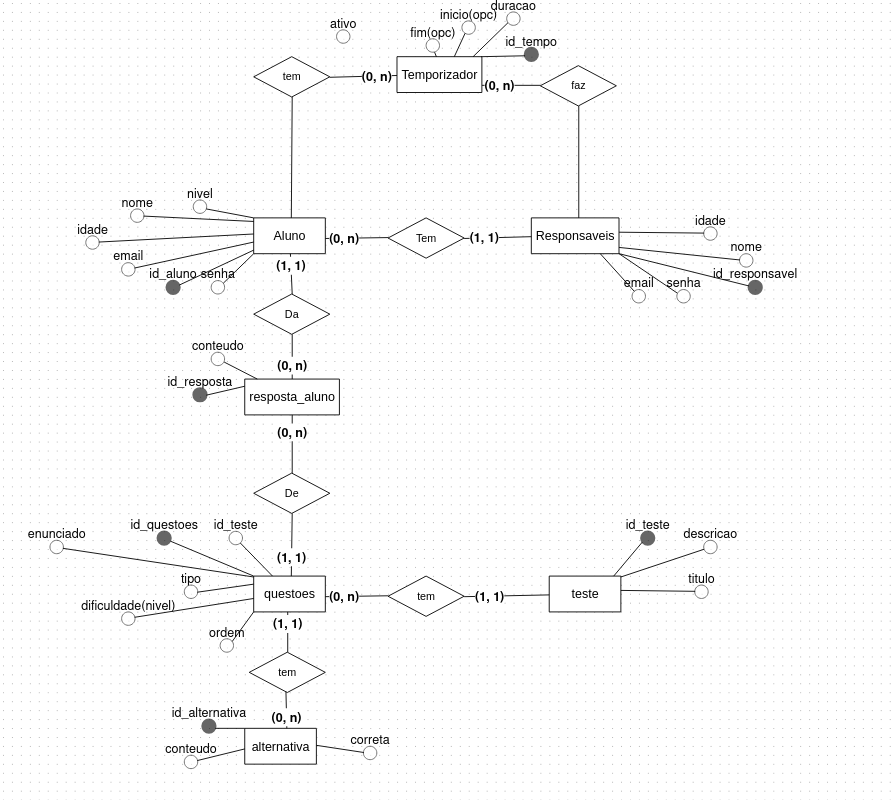 duracao
inicio(opc)
ativo
fim(opc)
id_tempo
tem
(0, n)
Temporizador
(0, n)
faz
nivel
nome
idade
Aluno
(0, n)
Tem
(1, 1)
Responsaveis
idade
nome
email
id_aluno
senha
(1, 1)
email
senha
id_responsavel
Da
conteudo
(0, n)
id_resposta
resposta_aluno
(0, n)
De
enunciado
id_questoes
id_teste
id_teste
descricao
(1, 1)
tipo
questoes
(0, n)
tem
(1, 1)
teste
titulo
dificuldade(nivel)
ordem
(1, 1)
tem
id_alternativa
(0, n)
conteudo
alternativa
correta